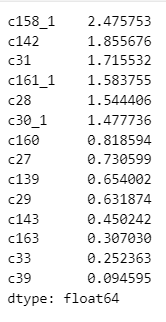 c158_1 2.475753
c142 1.855676
c31 1.715532
c161_1 1.583755
c28 1.544406
c30_1 1.477736
c160 0.818594
c27 0.730599
c139 0.654002
c29 0.631874
c143 0.450242
c163 0.307030
c33 0.252363
c39 0.094595
dtype: float64